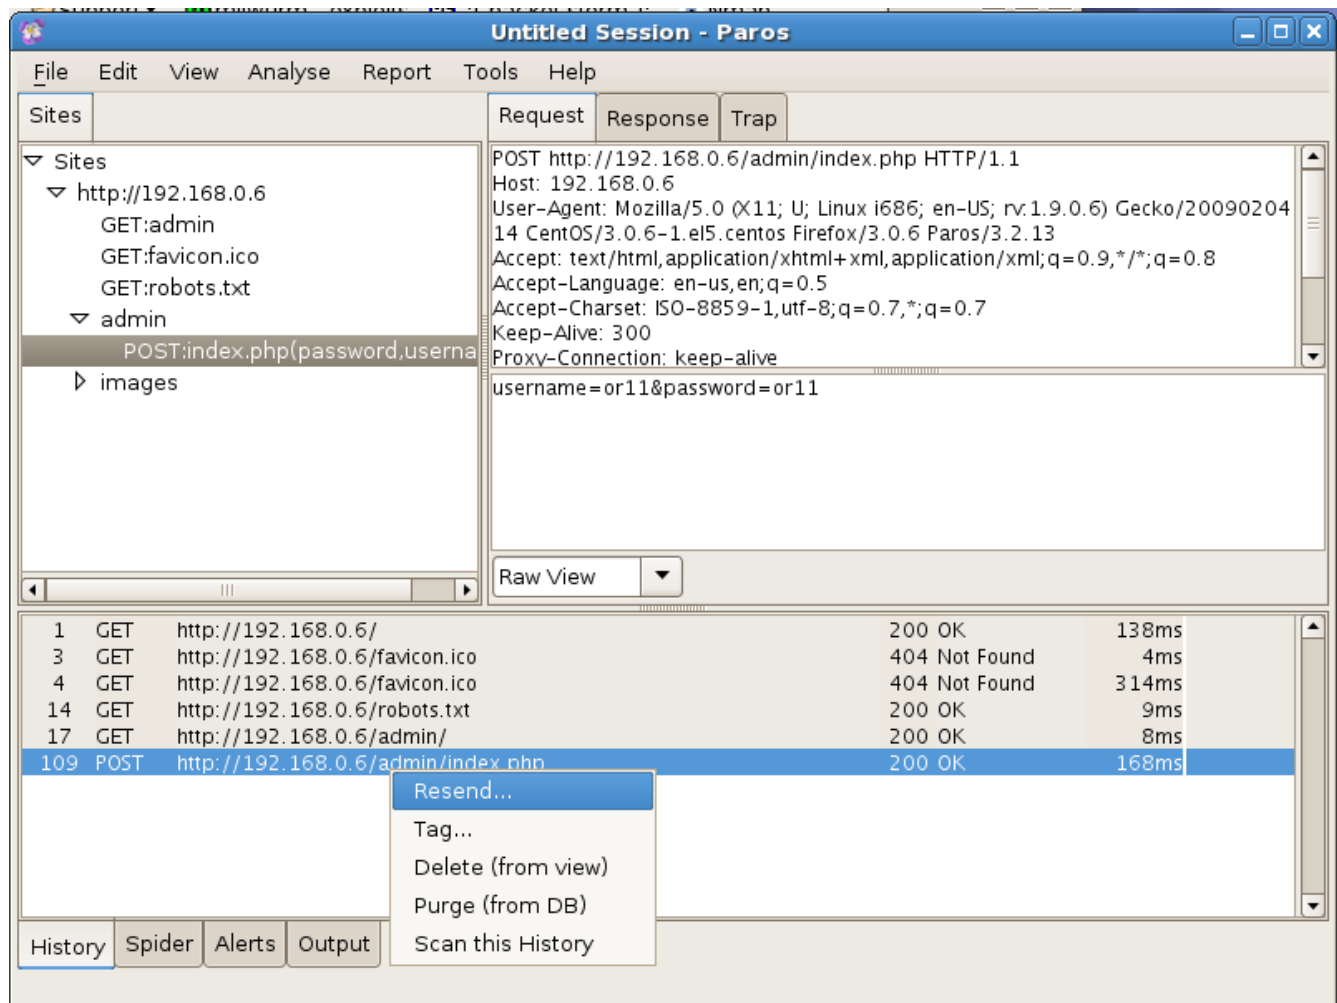 Untitled Session - Paros
File Edit View Analyse Report Tools Help
Sites
Request Response Trap
Sites
http://192.168.0.6
GET:admin
GET:favicon.ico
GET:robots.txt
admin
POST:index.php(password,userna
images
POST http://192.168.0.6/admin/index.php HTTP/1.1
Host: 192.168.0.6
User-Agent: Mozilla/5.0 (X11; U; Linux i686; en-US; rv:1.9.0.6) Gecko/20090204
14 CentOS/3.0.6-1.el5.centos Firefox/3.0.6 Paros/3.2.13
Accept: text/html,application/xhtml+xml,application/xml;q=0.9,*/*;q=0.8
Accept-Language: en-us,en;q=0.5
Accept-Charset: ISO-8859-1,utf-8;q=0.7,*;q=0.7
Keep-Alive: 300
Proxy-Connection: keep-alive
username=or11&password=or11
Raw View
1 GET http://192.168.0.6/ 200 OK 138ms
3 GET http://192.168.0.6/favicon.ico 404 Not Found 4ms
4 GET http://192.168.0.6/favicon.ico 404 Not Found 314ms
14 GET http://192.168.0.6/robots.txt 200 OK 9ms
17 GET http://192.168.0.6/admin/ 200 OK 8ms
109 POST http://192.168.0.6/admin/index.php 200 OK 168ms
Resend...
Tag...
Delete (from view)
Purge (from DB)
Scan this History
History Spider Alerts Output